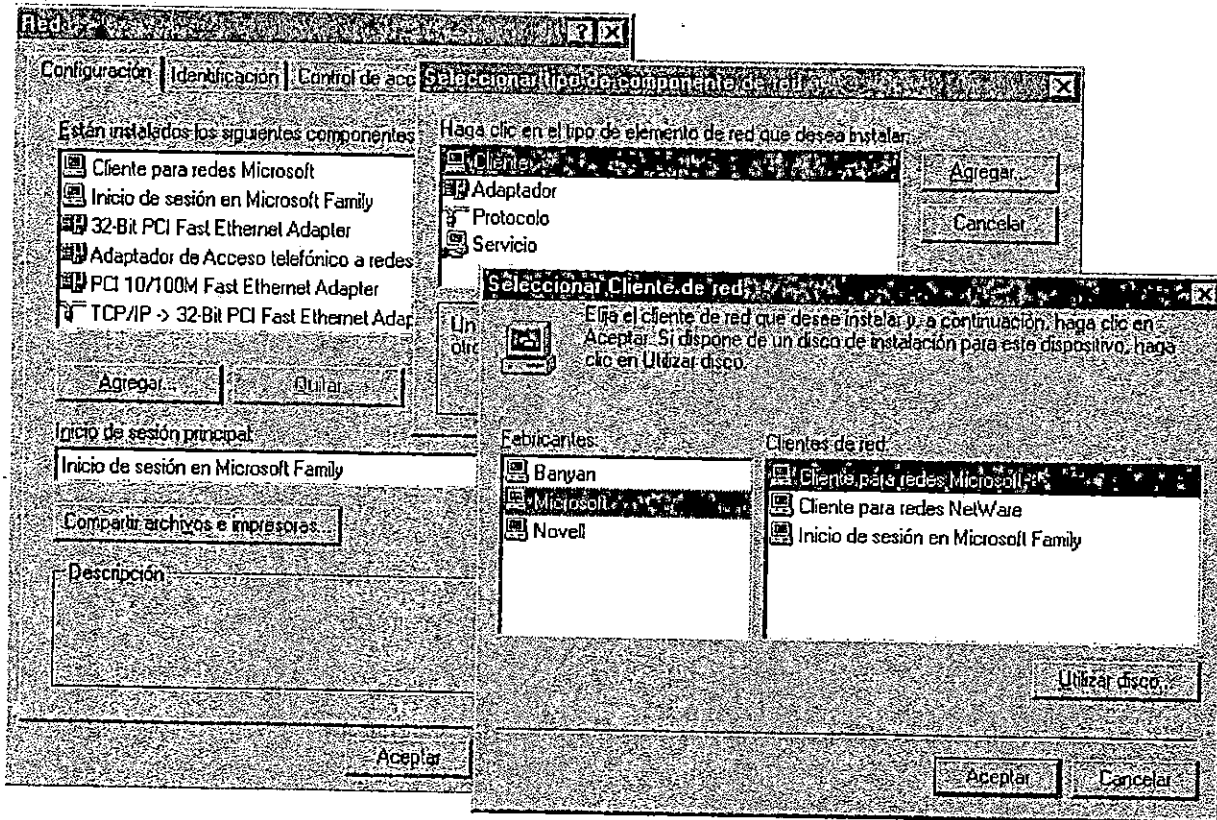 Red
Configuración
Identificación
Control de acc
Están instalados los siguientes componentes
Cliente para redes Microsoft
Inicio de sesión en Microsoft Family
32-Bit PCI Fast Ethernet Adapter
Adaptador de Acceso telefónico a redes
PCI 10/100M Fast Ethernet Adapter
TCP/IP -> 32-Bit PCI Fast Ethernet Adap
Agregar...
Quitar...
Inicio de sesión principal:
Inicio de sesión en Microsoft Family
Compartir archivos e impresoras...
Descripción
Aceptar
Seleccionar tipo de componente de red
Haga clic en el tipo de elemento de red que desea instalar:
Cliente
Adaptador
Protocolo
Servicio
Agregar...
Cancelar
Un
otro
Seleccionar Cliente de red
Elija el cliente de red que desee instalar y, a continuación, haga clic en
Aceptar. Si dispone de un disco de instalación para este dispositivo, haga
clic en Utilizar disco.
Fabricantes:
Banyan
Microsoft
Novell
Clientes de red:
Cliente para redes Microsoft
Cliente para redes NetWare
Inicio de sesión en Microsoft Family
Utilizar disco...
Aceptar
Cancelar